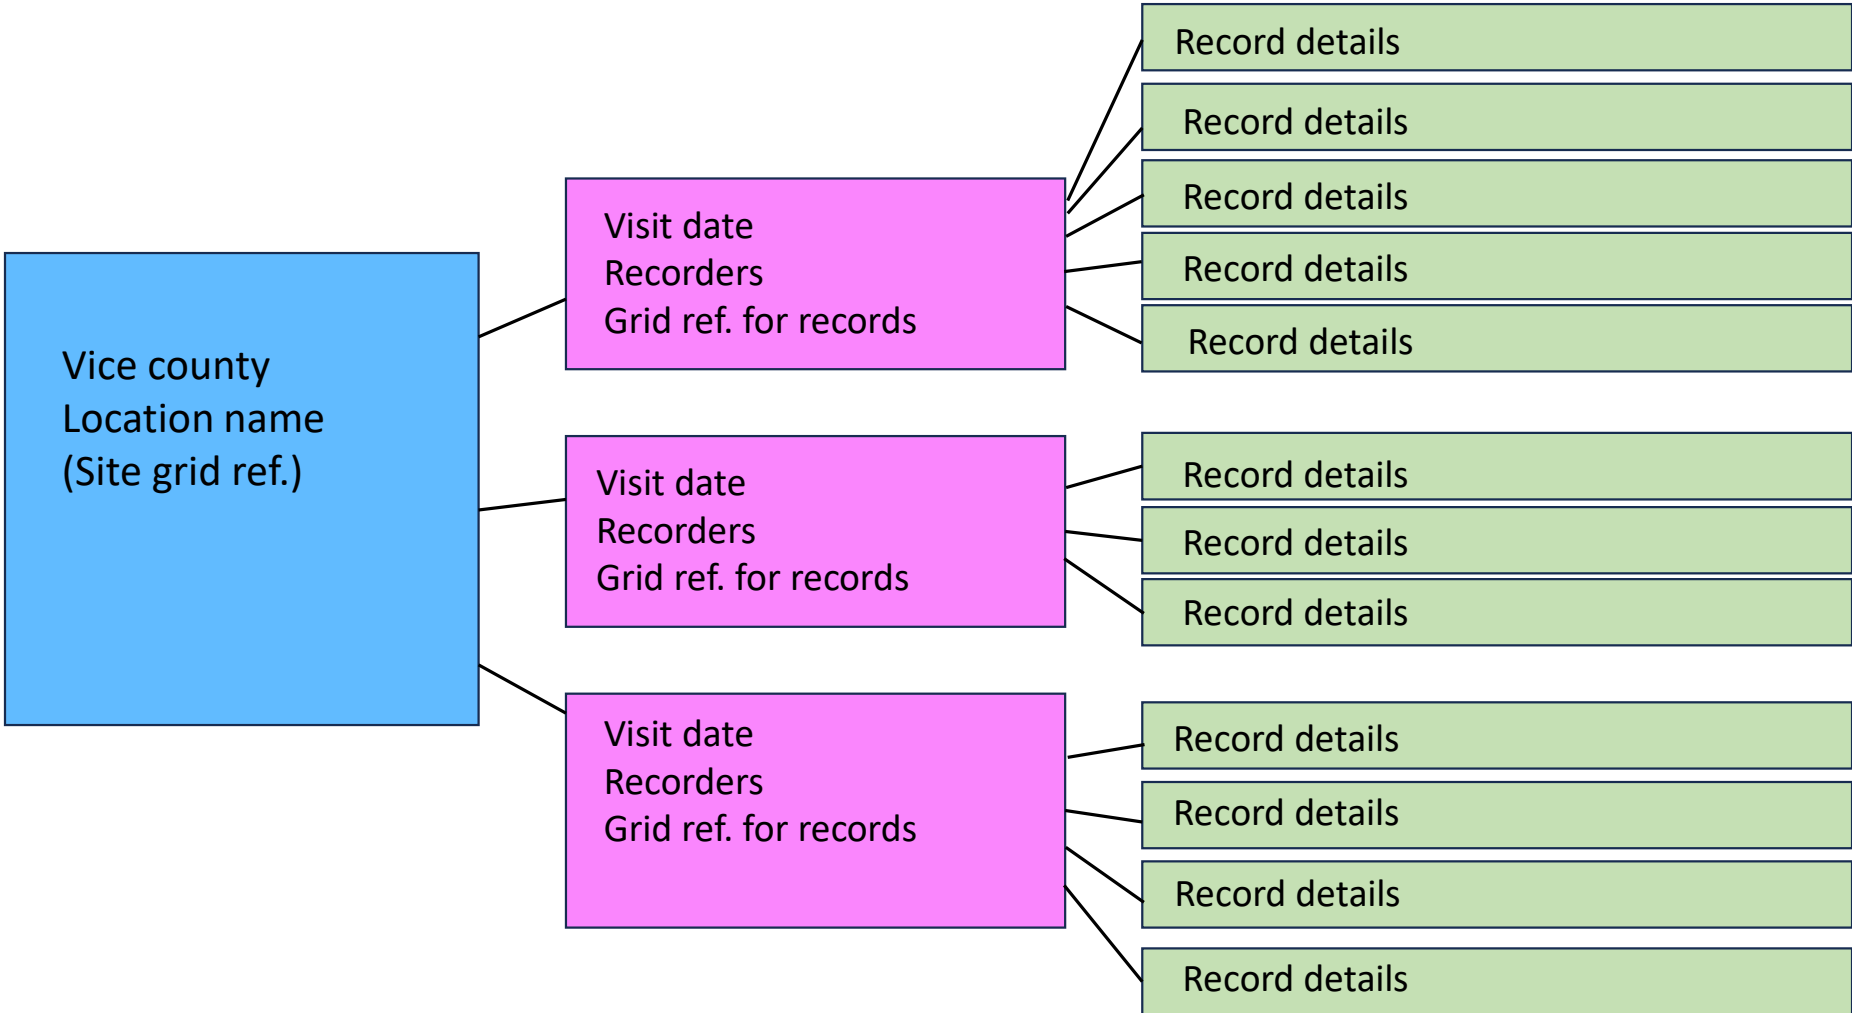 Vice county
Location name
(Site grid ref.)
Visit date
Recorders
Grid ref. for records
Record details
Record details
Record details
Record details
Record details
Visit date
Recorders
Grid ref. for records
Record details
Record details
Record details
Visit date
Recorders
Grid ref. for records
Record details
Record details
Record details
Record details